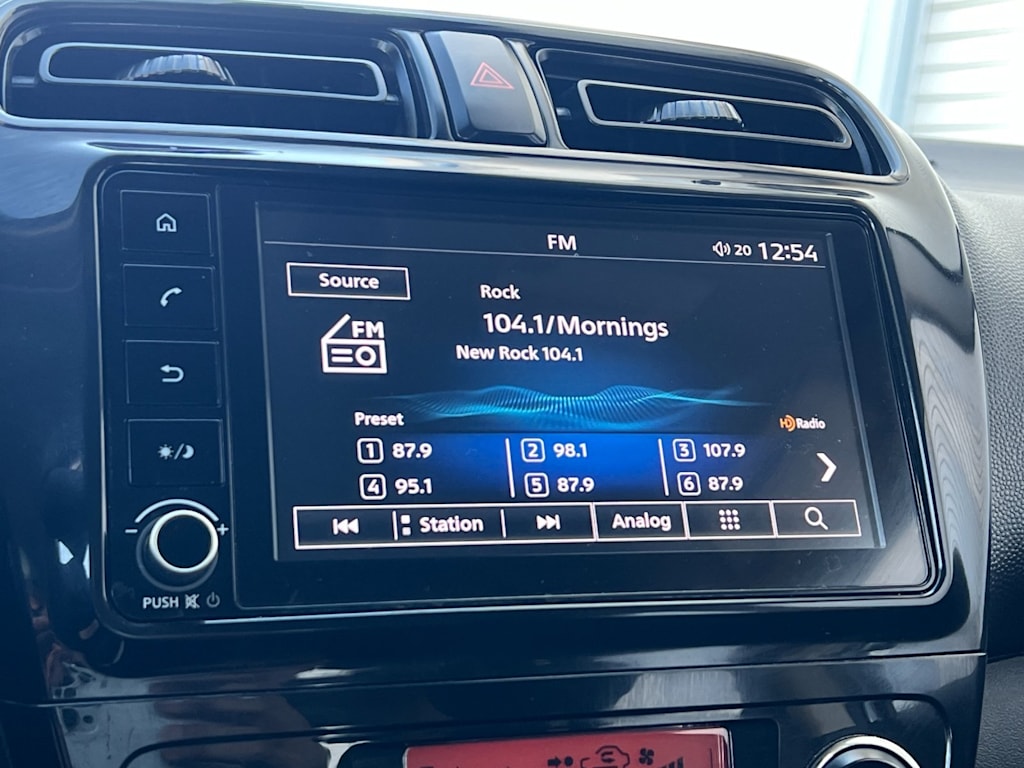 FM
20 12:54
Source
Rock
FM
104.1/Mornings
New Rock 104.1
Preset
HD Radio
1 87.9 2 98.1 3 107.9
4 95.1 5 87.9 6 87.9
Station Analog
- +
PUSH